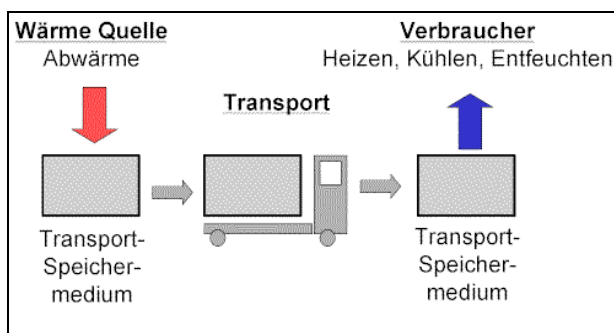 Wärme Quelle
Abwärme
Transport
Verbraucher
Heizen, Kühlen, Entfeuchten
Transport-
Speicher-
medium
Transport-
Speicher-
medium